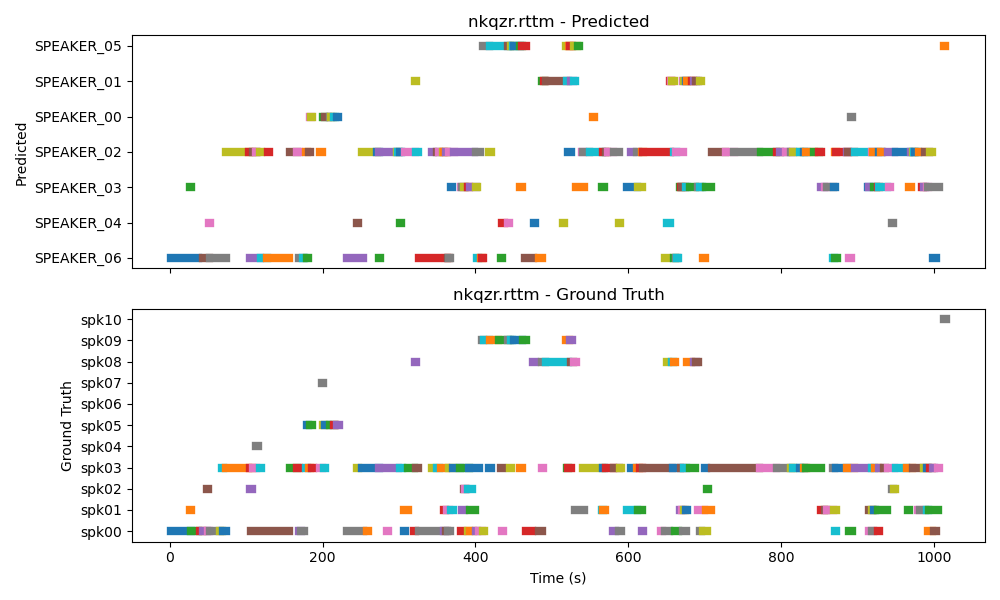 nkqzr.rttm - Predicted
SPEAKER_05
SPEAKER_01
SPEAKER_00
SPEAKER_02
SPEAKER_03
SPEAKER_04
SPEAKER_06
Predicted
nkqzr.rttm - Ground Truth
spk10
spk09
spk08
spk07
spk06
spk05
spk04
spk03
spk02
spk01
spk00
Ground Truth
0 200 400 600 800 1000
Time (s)